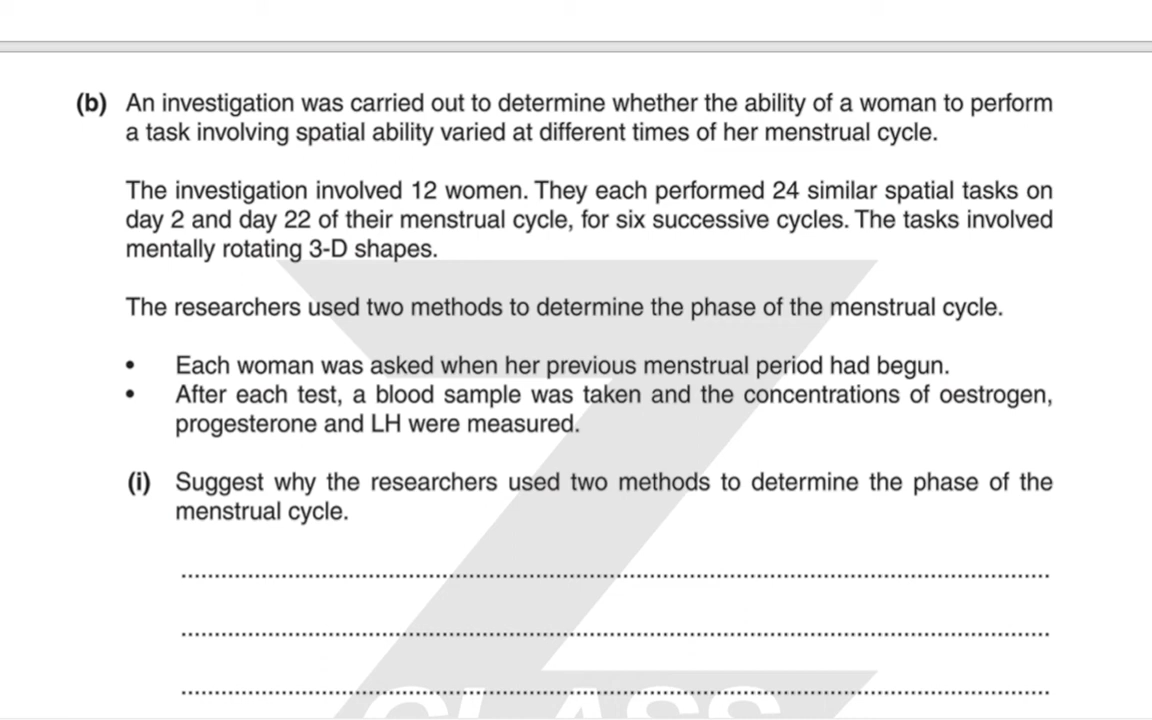 (b) An investigation was carried out to determine whether the ability of a woman to perform
a task involving spatial ability varied at different times of her menstrual cycle.
The investigation involved 12 women. They each performed 24 similar spatial tasks on
day 2 and day 22 of their menstrual cycle, for six successive cycles. The tasks involved
mentally rotating 3-D shapes.
The researchers used two methods to determine the phase of the menstrual cycle.
• Each woman was asked when her previous menstrual period had begun.
• After each test, a blood sample was taken and the concentrations of oestrogen,
progesterone and LH were measured.
(i) Suggest why the researchers used two methods to determine the phase of the
menstrual cycle.